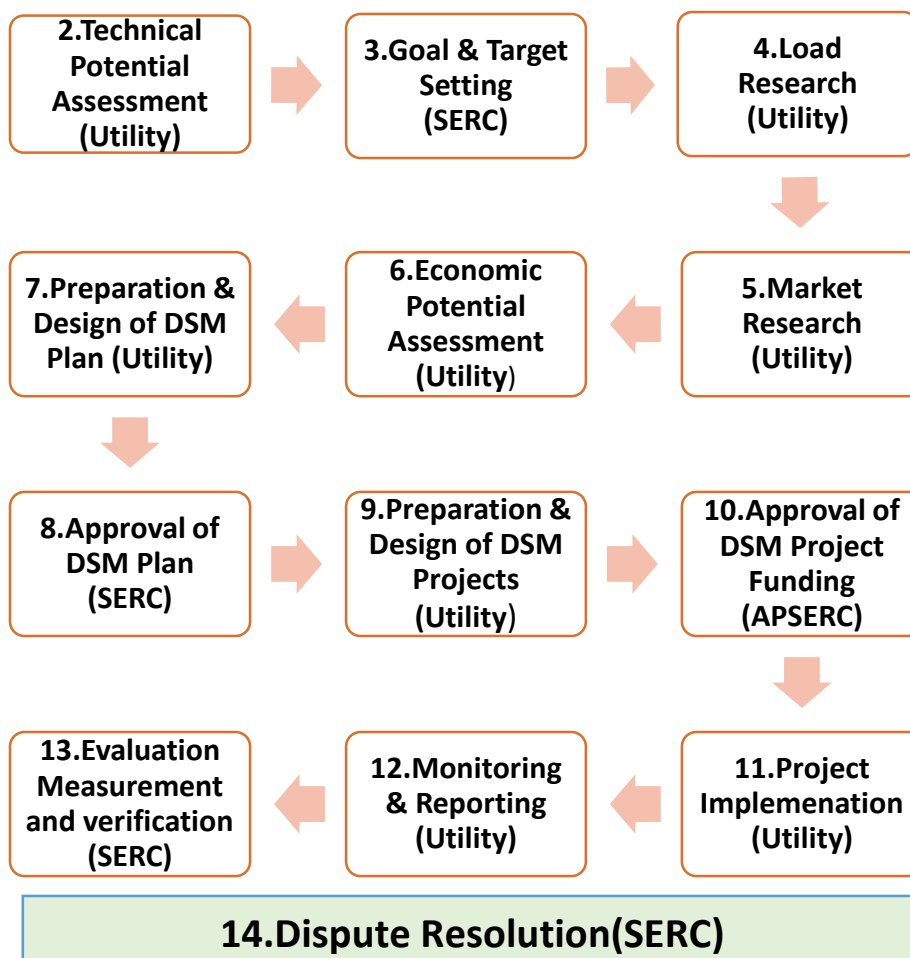 2.Technical
Potential
Assessment
(Utility)
3.Goal & Target
Setting
(SERC)
4.Load
Research
(Utility)
7.Preparation &
Design of DSM
Plan (Utility)
6.Economic
Potential
Assessment
(Utility)
5.Market
Research
(Utility)
8.Approval of
DSM Plan
(SERC)
9.Preparation &
Design of DSM
Projects
(Utility)
10.Approval of
DSM Project
Funding
(APSERC)
13.Evaluation
Measurement
and verification
(SERC)
12.Monitoring
& Reporting
(Utility)
11.Project
Implemenation
(Utility)
14.Dispute Resolution(SERC)